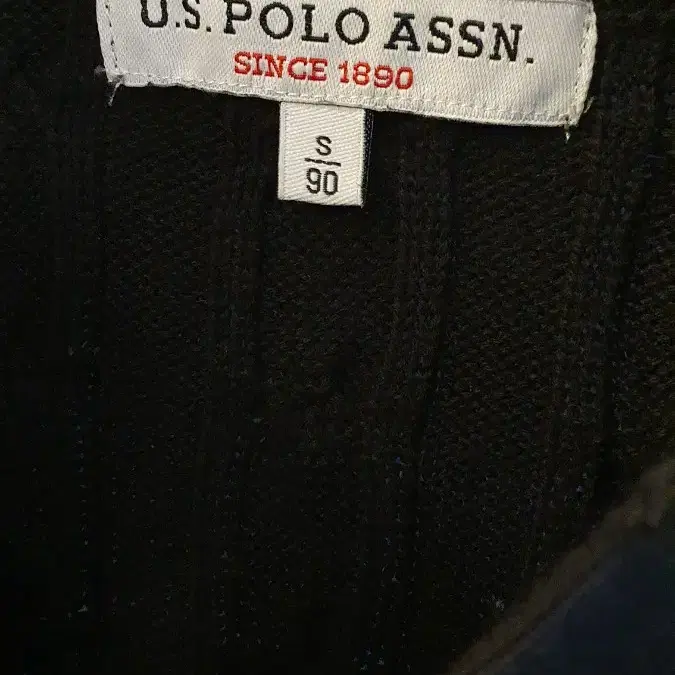 U.S. POLO ASSN.
SINCE 1890
S
90